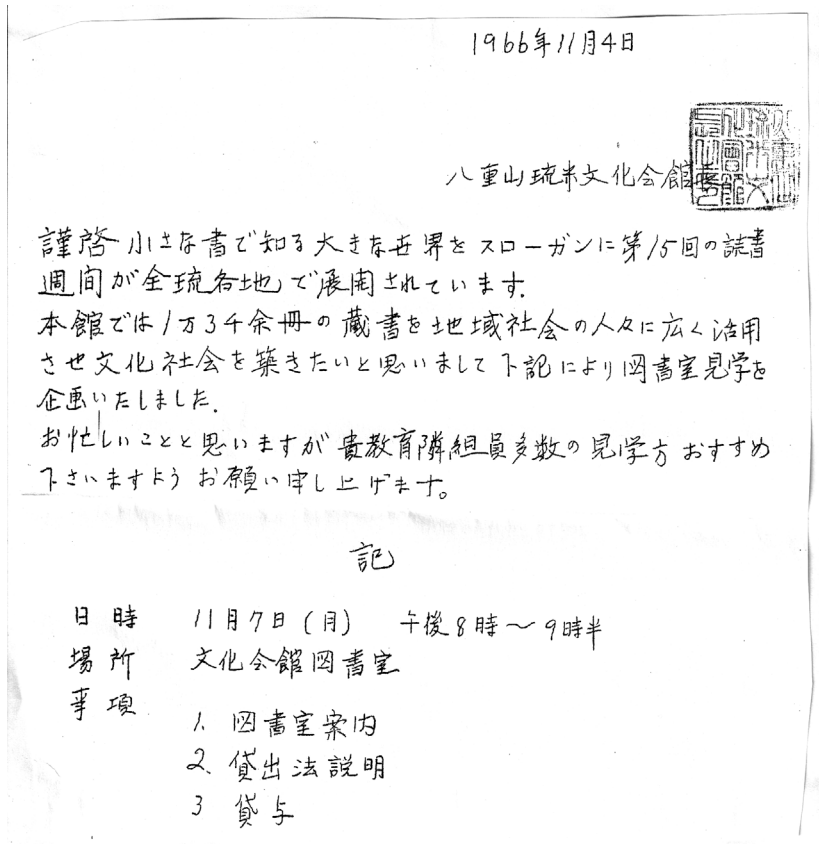 1966年11月4日
八重山琉米文化会館長
謹啓 小さな書で知る大きな世界をスローガンに第15回の読書
週間が全琉各地で展開されています.
本館では1万3千余冊の蔵書を地域社会の人々に広く活用
させ文化社会を築きたいと思いまして下記により図書室見学を
企画いたしました.
お忙しいことと思いますが貴教育隣組員多数の見学方おすすめ
下さいますようお願い申し上げます。
記
日時 11月7日(月) 午後8時〜9時半
場所 文化会館図書室
事項
1. 図書室案内
2. 貸出法説明
3 貸与